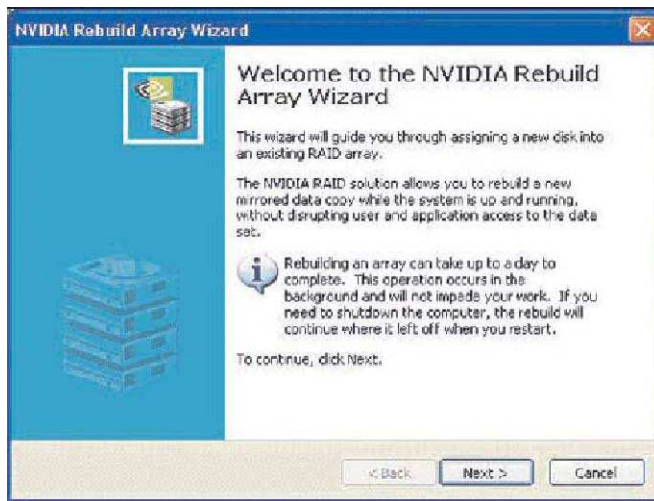 NVIDIA Rebuild Array Wizard
Welcome to the NVIDIA Rebuild
Array Wizard
This wizard will guide you through assigning a new disk into
an existing RAID array.
The NVIDIA RAID solution allows you to rebuild a new
mirrored data copy while the system is up and running,
without disrupting user and application access to the data
set.
Rebuilding an array can take up to a day to
complete. This operation occurs in the
background and will not impede your work. If you
need to shutdown the computer, the rebuild will
continue where it left off when you restart.
To continue, click Next.
< Back
Next >
Cancel